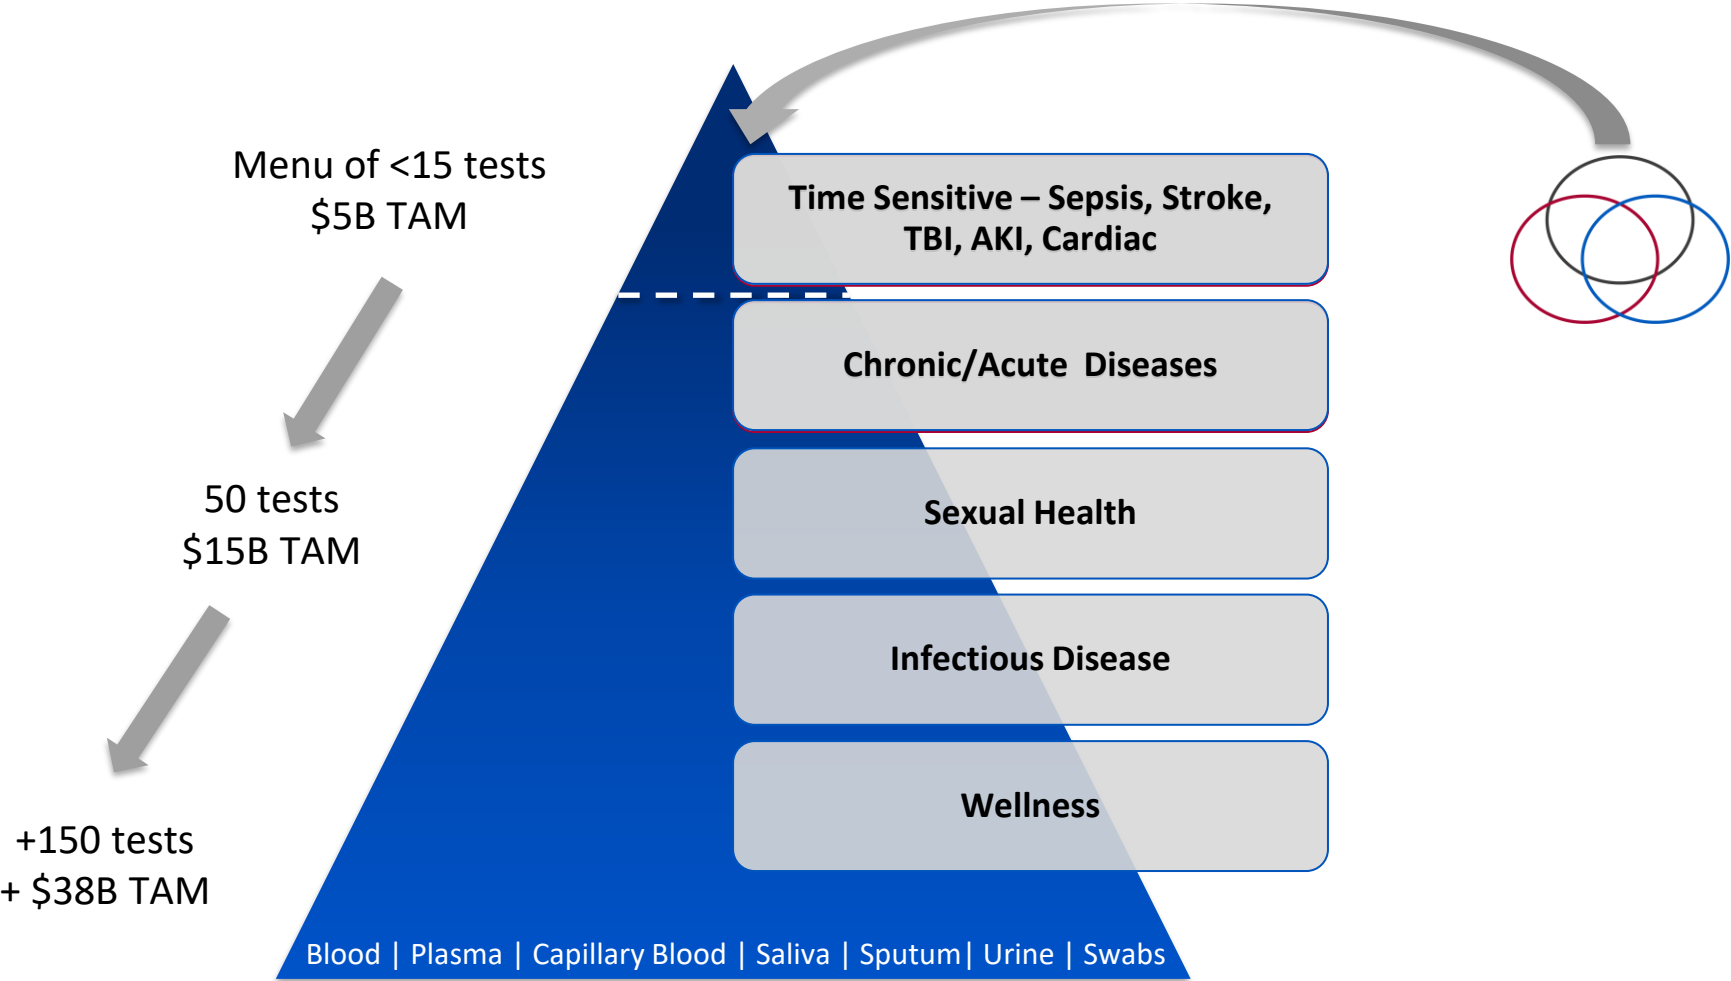 Menu of <15 tests
$5B TAM
Time Sensitive – Sepsis, Stroke,
TBI, AKI, Cardiac
Chronic/Acute  Diseases
50 tests
$15B TAM
Sexual Health
Infectious Disease
Wellness
+150 tests
+ $38B TAM
Blood | Plasma | Capillary Blood | Saliva | Sputum| Urine | Swabs